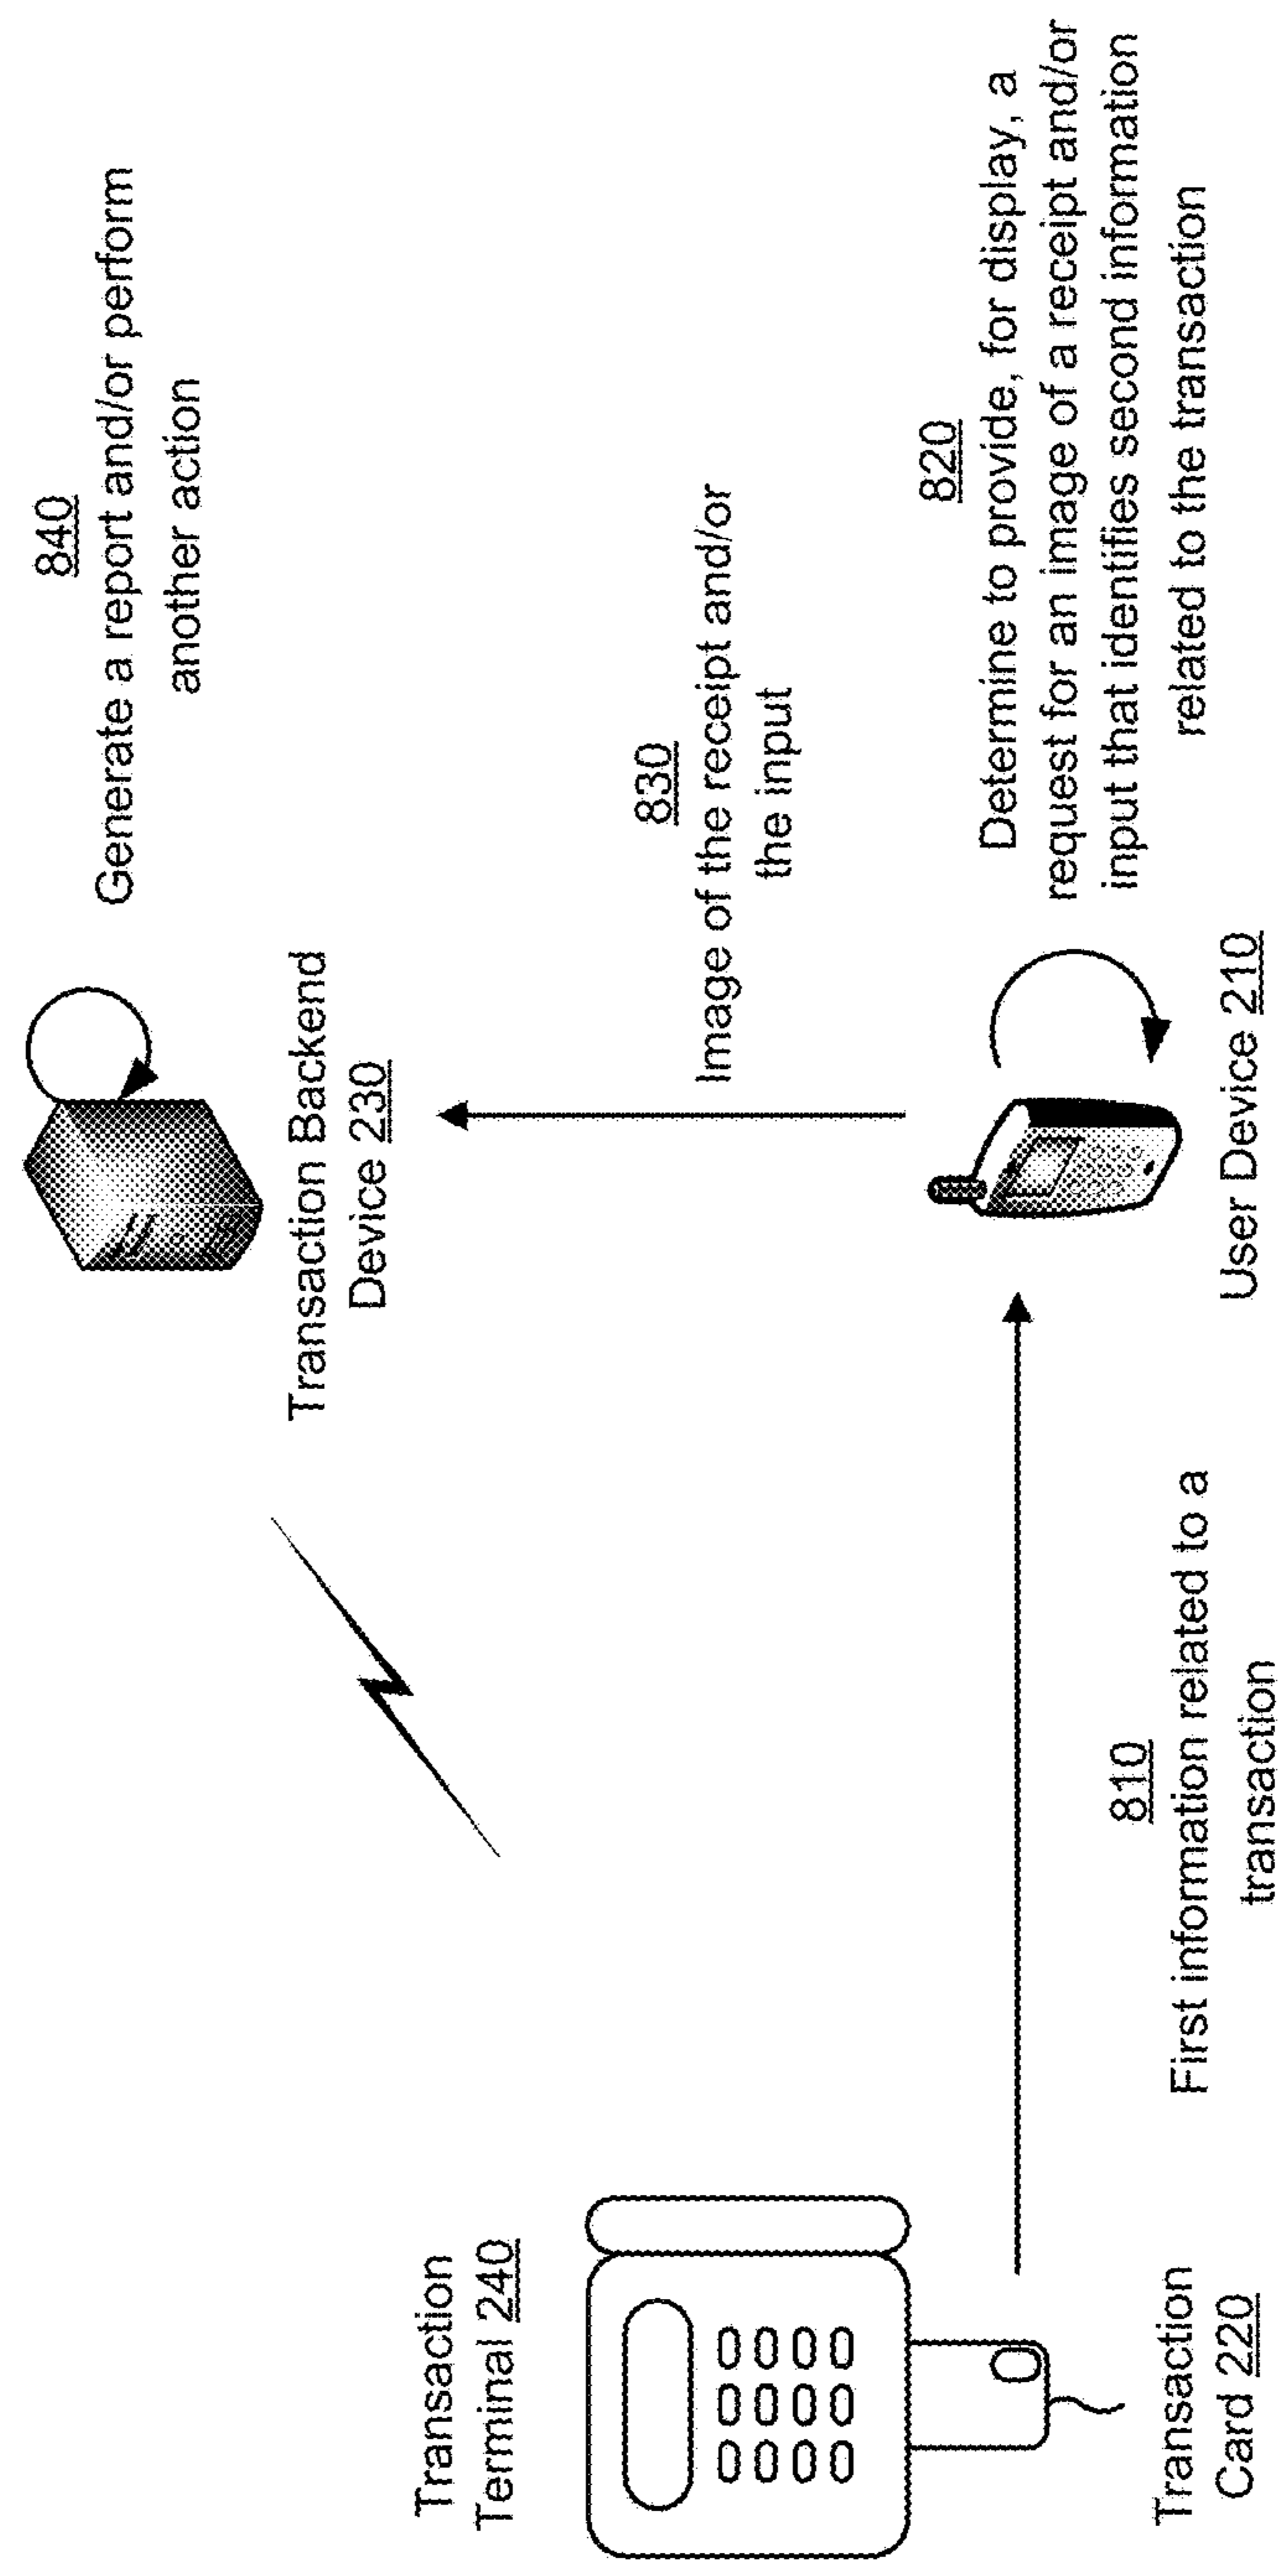 Transaction
Terminal 240
Transaction
Card 220
810
First information related to a
transaction
Transaction Backend
Device 230
840
Generate a report and/or perform
another action
830
Image of the receipt and/or
the input
820
Determine to provide, for display, a
request for an image of a receipt and/or
input that identifies second information
related to the transaction
User Device 210